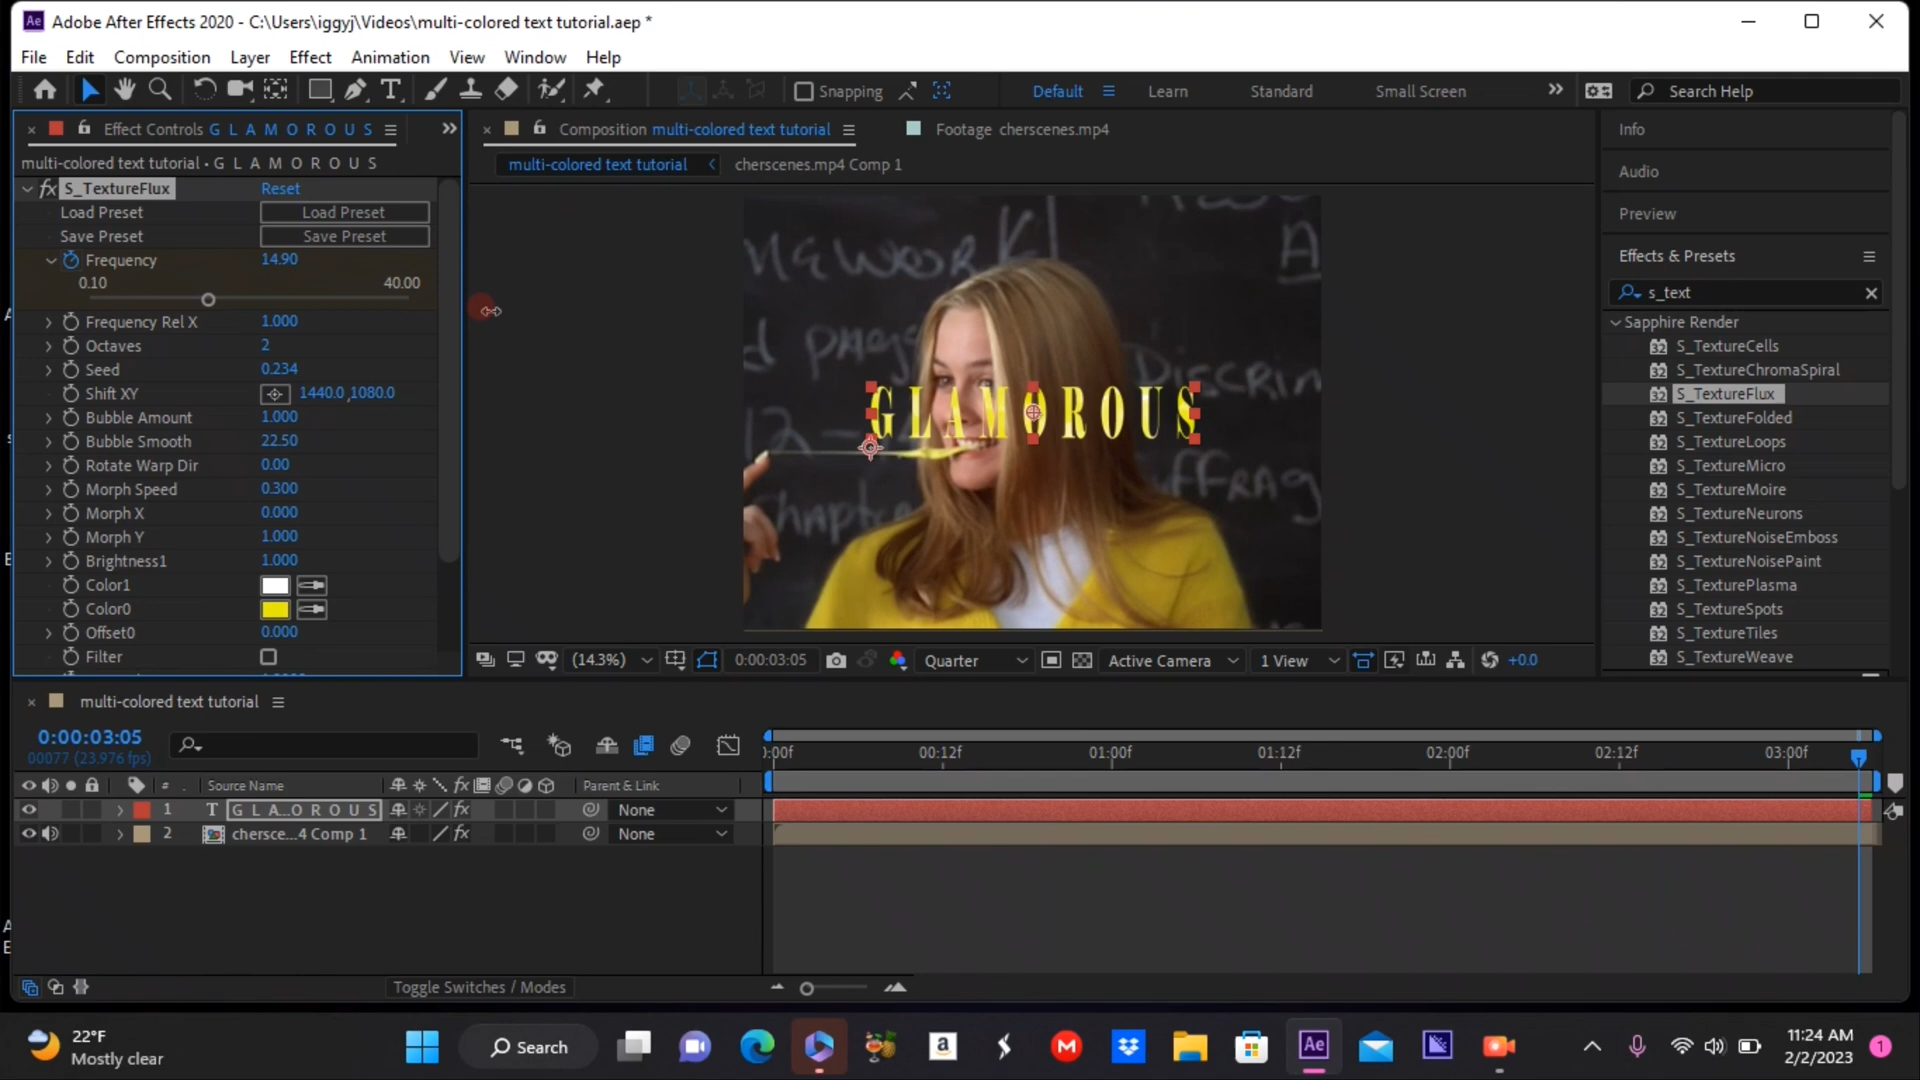 Adobe After Effects 2020 - C:\Users\iggyj\Videos\multi-colored text tutorial.aep *
File Edit Composition Layer Effect Animation View Window Help
Snapping Default Learn Standard Small Screen Search Help
Effect Controls G L A M O R O U S
Composition multi-colored text tutorial
Footage cherscenes.mp4
multi-colored text tutorial • G L A M O R O U S
multi-colored text tutorial
cherscenes.mp4 Comp 1
fx S_TextureFlux Reset
Load Preset Load Preset
Save Preset Save Preset
Frequency 14.90
0.10 40.00
Frequency Rel X 1.000
Octaves 2
Seed 0.234
Shift XY 1440.0 ,1080.0
Bubble Amount 1.000
Bubble Smooth 22.50
Rotate Warp Dir 0.00
Morph Speed 0.300
Morph X 0.000
Morph Y 1.000
Brightness1 1.000
Color1
Color0
Offset0 0.000
Filter
G L A M O R O U S
Discrim
12 =
chapter
(14.3%) 0:00:03:05 Quarter Active Camera 1 View +0.0
Info
Audio
Preview
Effects & Presets
s_text
Sapphire Render
S_TextureCells
S_TextureChromaSpiral
S_TextureFlux
S_TextureFolded
S_TextureLoops
S_TextureMicro
S_TextureMoire
S_TextureNeurons
S_TextureNoiseEmboss
S_TextureNoisePaint
S_TexturePlasma
S_TextureSpots
S_TextureTiles
S_TextureWeave
multi-colored text tutorial
0:00:03:05
00077 (23.976 fps)
:00f 00:12f 01:00f 01:12f 02:00f 02:12f 03:00f
# Source Name fx Parent & Link
1 T G L A...O R O U S fx None
2 chersce...4 Comp 1 fx None
Toggle Switches / Modes
22°F
Mostly clear
Search
11:24 AM
2/2/2023
1